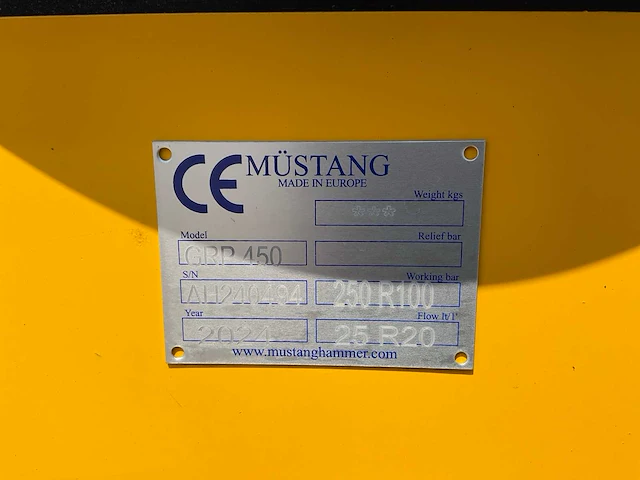 CE MÜSTANG
MADE IN EUROPE
Weight kgs
***
Model
Relief bar
GRP 450
S/N
Working bar
AH240494
250 R100
Year
Flow lt/1'
2024
25 R20
www.mustanghammer.com